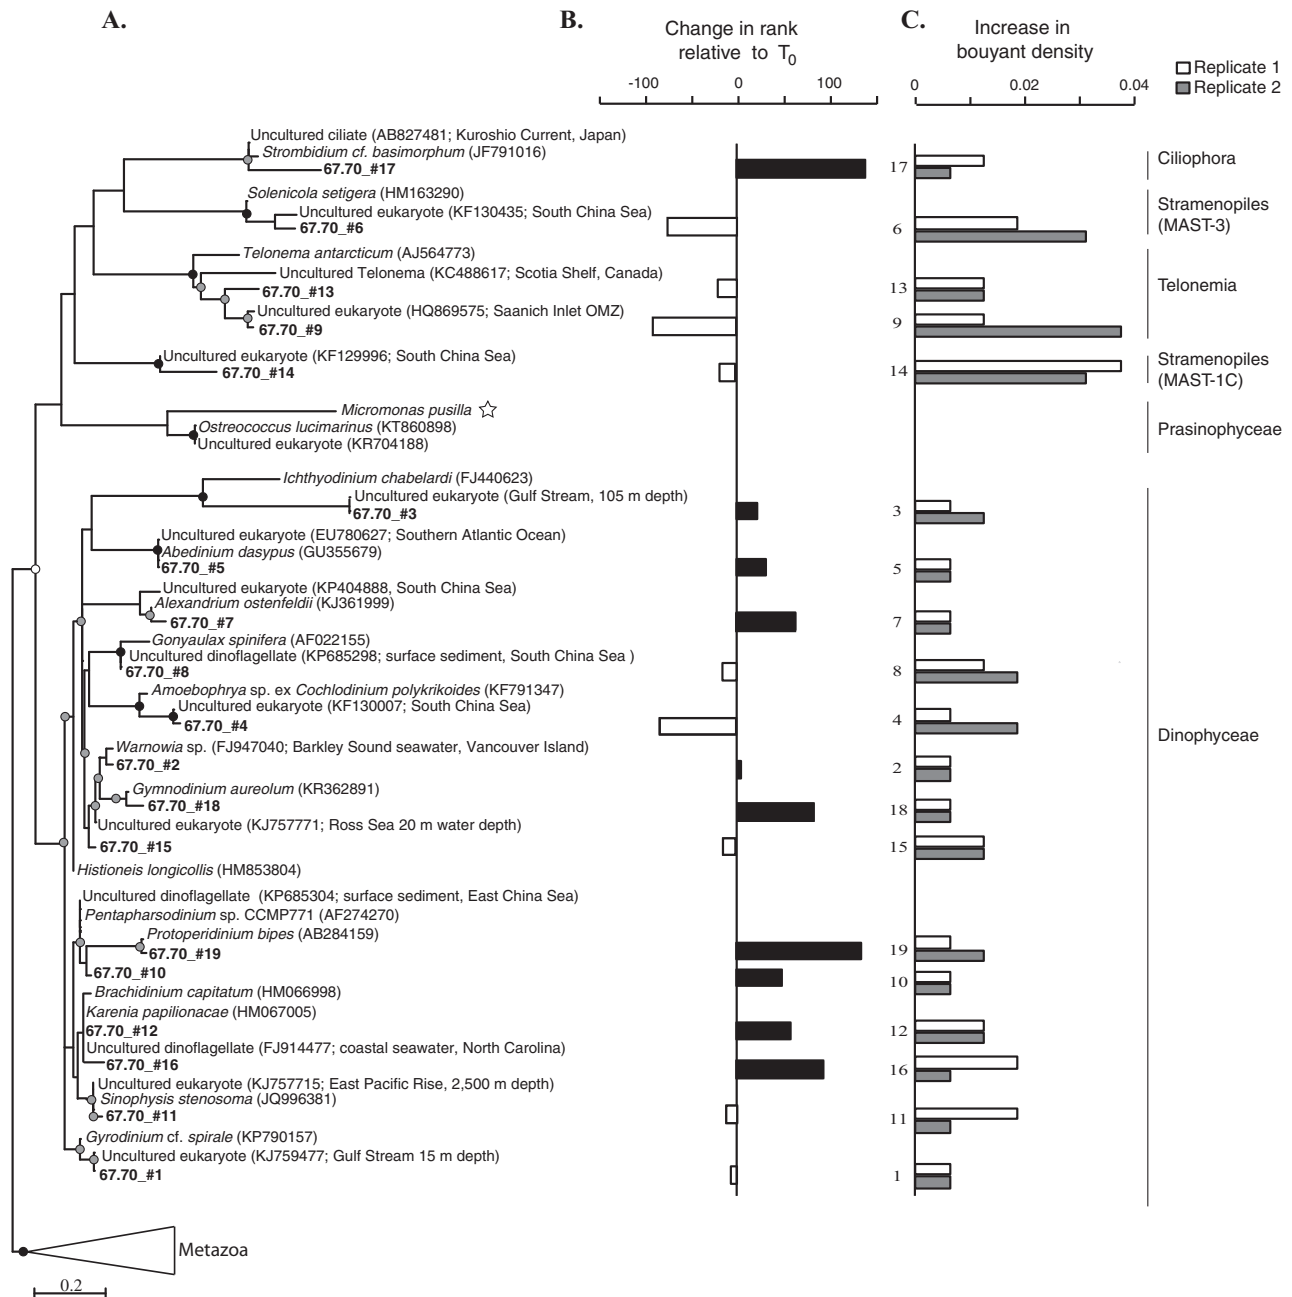 A.
B.
Change in rank
relative to T0
-100 0 100
C.
Increase in
bouyant density
0 0.02 0.04
Replicate 1
Replicate 2
Uncultured ciliate (AB827481; Kuroshio Current, Japan)
Strombidium cf. basimorphum (JF791016)
67.70_#17
17
Ciliophora
Solenicola setigera (HM163290)
Uncultured eukaryote (KF130435; South China Sea)
67.70_#6
6
Stramenopiles
(MAST-3)
Telonema antarcticum (AJ564773)
Uncultured Telonema (KC488617; Scotia Shelf, Canada)
67.70_#13
13
Telonemia
Uncultured eukaryote (HQ869575; Saanich Inlet OMZ)
67.70_#9
9
Uncultured eukaryote (KF129996; South China Sea)
67.70_#14
14
Stramenopiles
(MAST-1C)
Micromonas pusilla
Ostreococcus lucimarinus (KT860898)
Uncultured eukaryote (KR704188)
Prasinophyceae
Ichthyodinium chabelardi (FJ440623)
Uncultured eukaryote (Gulf Stream, 105 m depth)
67.70_#3
3
Uncultured eukaryote (EU780627; Southern Atlantic Ocean)
Abedinium dasypus (GU355679)
67.70_#5
5
Uncultured eukaryote (KP404888, South China Sea)
Alexandrium ostenfeldii (KJ361999)
67.70_#7
7
Gonyaulax spinifera (AF022155)
Uncultured dinoflagellate (KP685298; surface sediment, South China Sea )
67.70_#8
8
Amoebophrya sp. ex Cochlodinium polykrikoides (KF791347)
Uncultured eukaryote (KF130007; South China Sea)
67.70_#4
4
Dinophyceae
Warnowia sp. (FJ947040; Barkley Sound seawater, Vancouver Island)
67.70_#2
2
Gymnodinium aureolum (KR362891)
67.70_#18
18
Uncultured eukaryote (KJ757771; Ross Sea 20 m water depth)
67.70_#15
15
Histioneis longicollis (HM853804)
Uncultured dinoflagellate (KP685304; surface sediment, East China Sea)
Pentapharsodinium sp. CCMP771 (AF274270)
Protoperidinium bipes (AB284159)
67.70_#19
19
67.70_#10
10
Brachidinium capitatum (HM066998)
Karenia papilionacae (HM067005)
67.70_#12
12
Uncultured dinoflagellate (FJ914477; coastal seawater, North Carolina)
67.70_#16
16
Uncultured eukaryote (KJ757715; East Pacific Rise, 2,500 m depth)
Sinophysis stenosoma (JQ996381)
67.70_#11
11
Gyrodinium cf. spirale (KP790157)
Uncultured eukaryote (KJ759477; Gulf Stream 15 m depth)
67.70_#1
1
Metazoa
0.2